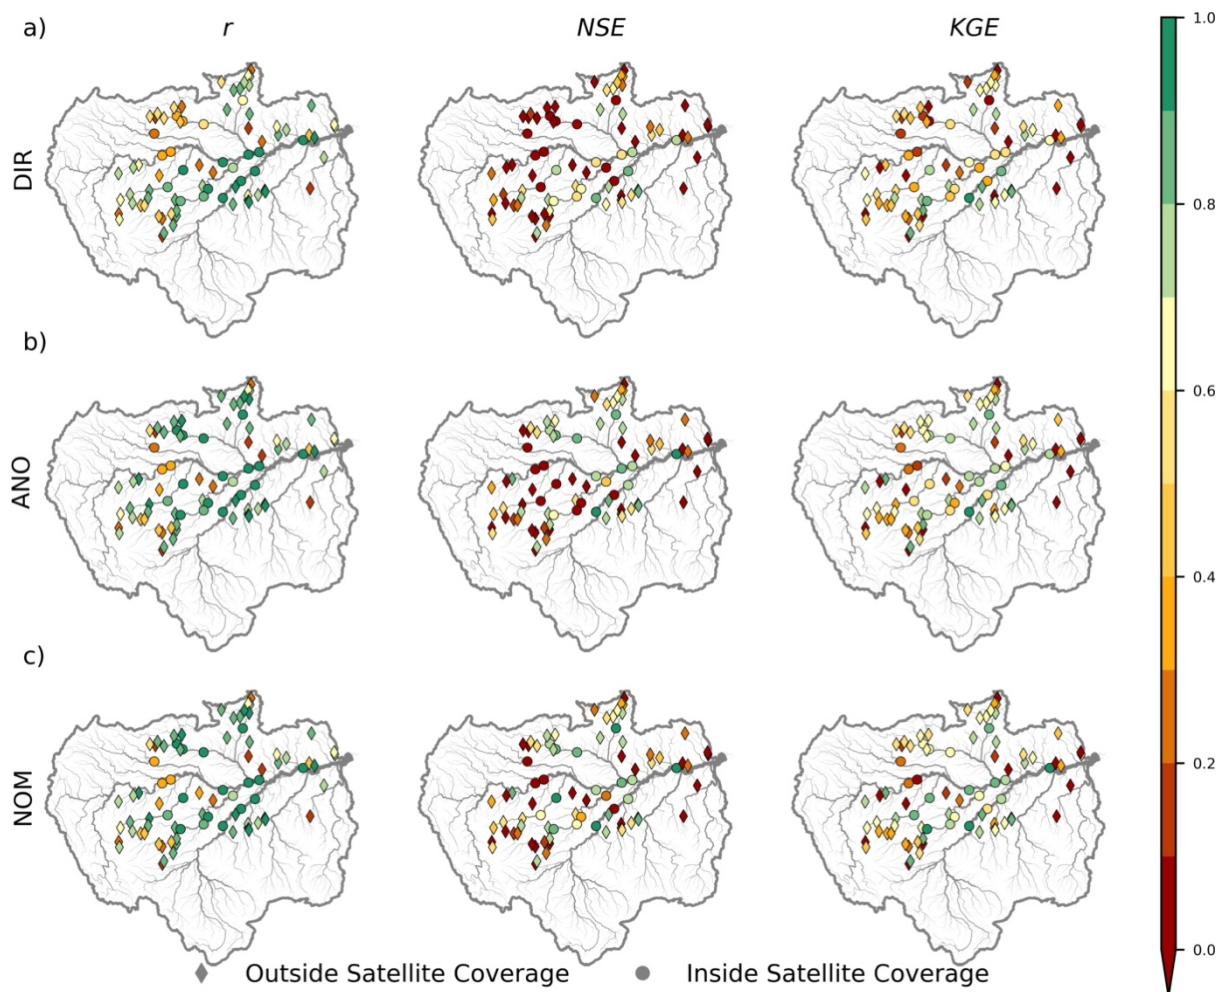 a)
r
NSE
KGE
1.0
DIR
0.8
b)
0.6
ANO
0.4
c)
0.2
NOM
0.0
Outside Satellite Coverage
Inside Satellite Coverage